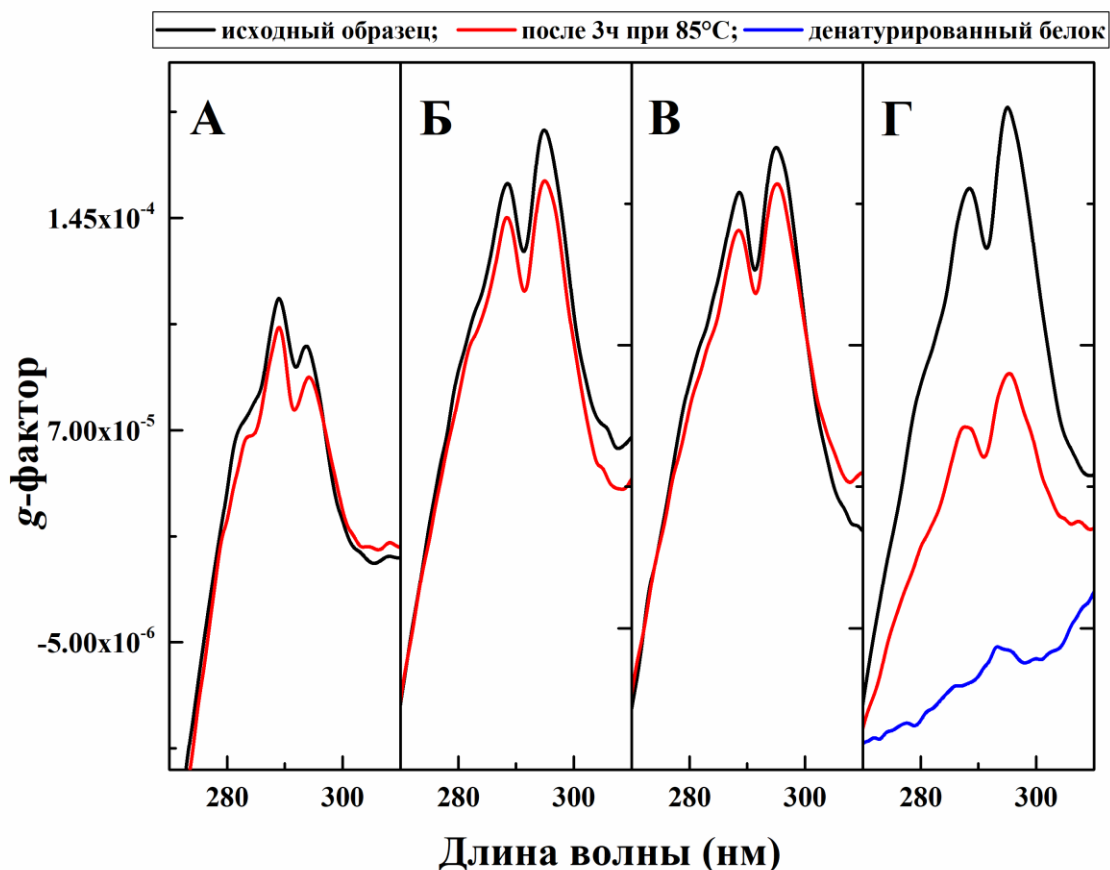 исходный образец; после 3ч при 85°C; денатурированный белок
А Б В Г
1.45x10⁻⁴
7.00x10⁻⁵
-5.00x10⁻⁶
g-фактор
280 300 280 300 280 300 280 300
Длина волны (нм)